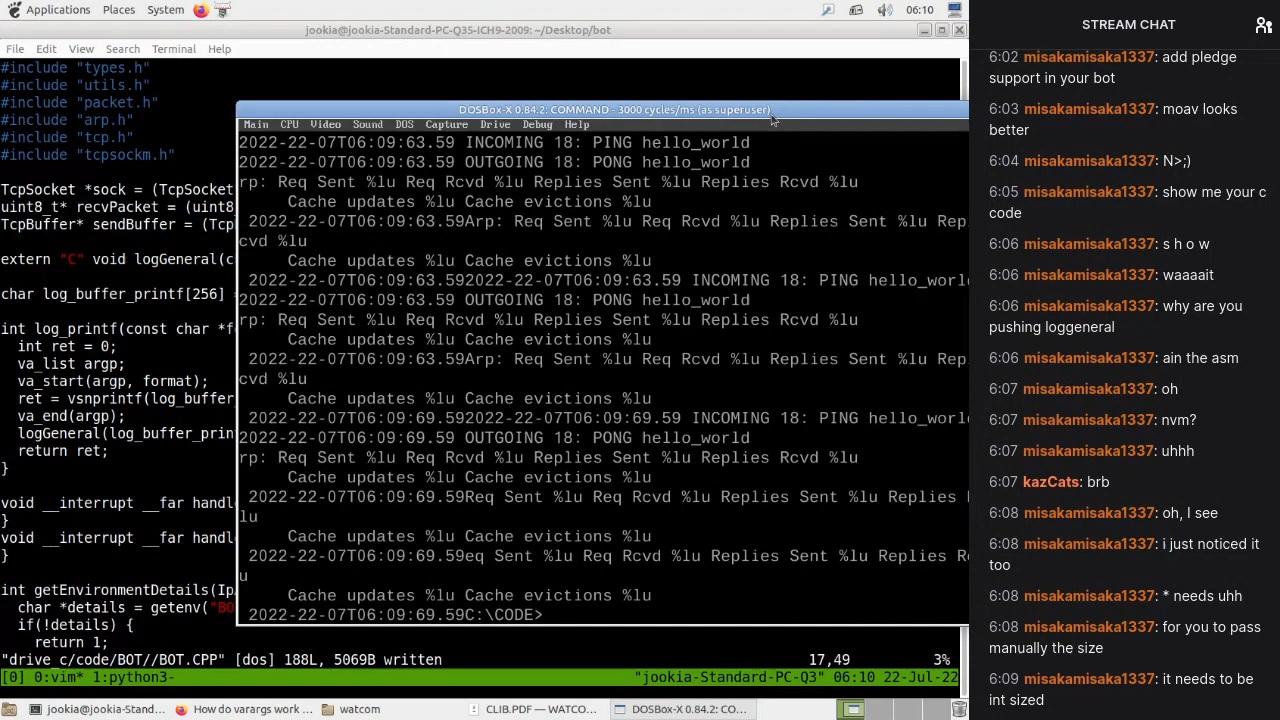 Applications Places System 06:10
jookia@jookia-Standard-PC-Q35-ICH9-2009: ~/Desktop/bot
File Edit View Search Terminal Help
#include "types.h"
#include "utils.h"
#include "packet.h"
#include "arp.h"
#include "tcp.h"
#include "tcpsockm.h"
TcpSocket *sock = (TcpSocket
uint8_t* recvPacket = (uint8
TcpBuffer* sendBuffer = (Tcp
extern "C" void logGeneral(c
char log_buffer_printf[256] =
int log_printf(const char *f
int ret = 0;
va_list argp;
va_start(argp, format);
ret = vsnprintf(log_buffer_
va_end(argp);
logGeneral(log_buffer_prin
return ret;
}
void __interrupt __far handl
}
void __interrupt __far handl
}
int getEnvironmentDetails(Ip
char *details = getenv("BO
if(!details) {
return 1;
"drive_c/code/BOT//BOT.CPP" [dos] 188L, 5069B written 17,49 3%
[0] 0:vim* 1:python3- "jookia-Standard-PC-Q3" 06:10 22-Jul-22
DOSBox-X 0.84.2: COMMAND - 3000 cycles/ms (as superuser)
Main CPU Video Sound DOS Capture Drive Debug Help
2022-22-07T06:09:63.59 INCOMING 18: PING hello_world
2022-22-07T06:09:63.59 OUTGOING 18: PONG hello_world
rp: Req Sent %lu Req Rcvd %lu Replies Sent %lu Replies Rcvd %lu
Cache updates %lu Cache evictions %lu
2022-22-07T06:09:63.59Arp: Req Sent %lu Req Rcvd %lu Replies Sent %lu Rep
cvd %lu
Cache updates %lu Cache evictions %lu
2022-22-07T06:09:63.592022-22-07T06:09:63.59 INCOMING 18: PING hello_worl
2022-22-07T06:09:63.59 OUTGOING 18: PONG hello_world
rp: Req Sent %lu Req Rcvd %lu Replies Sent %lu Replies Rcvd %lu
Cache updates %lu Cache evictions %lu
2022-22-07T06:09:63.59Arp: Req Sent %lu Req Rcvd %lu Replies Sent %lu Rep
cvd %lu
Cache updates %lu Cache evictions %lu
2022-22-07T06:09:69.592022-22-07T06:09:69.59 INCOMING 18: PING hello_worl
2022-22-07T06:09:69.59 OUTGOING 18: PONG hello_world
rp: Req Sent %lu Req Rcvd %lu Replies Sent %lu Replies Rcvd %lu
Cache updates %lu Cache evictions %lu
2022-22-07T06:09:69.59Req Sent %lu Req Rcvd %lu Replies Sent %lu Replies
lu
Cache updates %lu Cache evictions %lu
2022-22-07T06:09:69.59eq Sent %lu Req Rcvd %lu Replies Sent %lu Replies R
u
Cache updates %lu Cache evictions %lu
2022-22-07T06:09:69.59C:\CODE>
jookia@jookia-Stand... How do varargs work ... watcom CLIB.PDF — WATCO... DOSBox-X 0.84.2: CO...
STREAM CHAT
6:02 misakamisaka1337: add pledge
support in your bot
6:03 misakamisaka1337: moav looks
better
6:04 misakamisaka1337: N>;)
6:05 misakamisaka1337: show me your c
code
6:06 misakamisaka1337: s h o w
6:06 misakamisaka1337: waaaait
6:06 misakamisaka1337: why are you
pushing loggeneral
6:06 misakamisaka1337: ain the asm
6:07 misakamisaka1337: oh
6:07 misakamisaka1337: nvm?
6:07 misakamisaka1337: uhhh
6:07 kazCats: brb
6:08 misakamisaka1337: oh, I see
6:08 misakamisaka1337: i just noticed it
too
6:08 misakamisaka1337: * needs uhh
6:08 misakamisaka1337: for you to pass
manually the size
6:09 misakamisaka1337: it needs to be
int sized